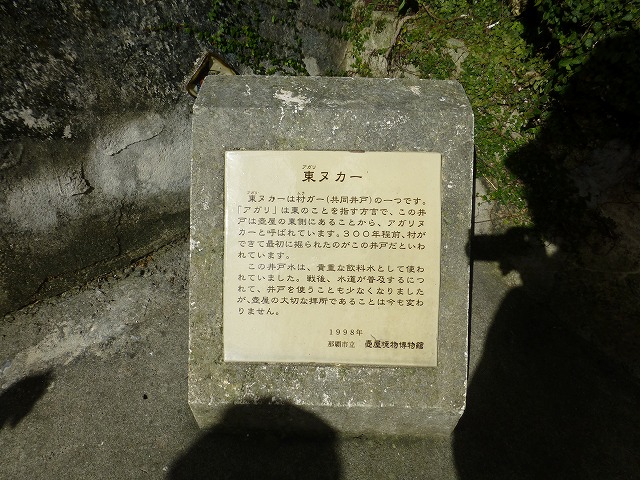 アガリ
東ヌカー
アガリ むら
東ヌカーは村ガー(共同井戸)の一つです。
「アガリ」は東のことを指す方言で、この井
戸は壺屋の東側にあることから、アガリヌ
カーと呼ばれています。300年程前、村が
できて最初に掘られたのがこの井戸だといわ
れています。
この井戸水は、貴重な飲料水として使わ
れていました。戦後、水道が普及するにつ
れて、井戸を使うことも少なくなりました
が、壺屋の大切な拝所であることは今も変わ
りません。
1998年
那覇市立 壺屋焼物博物館